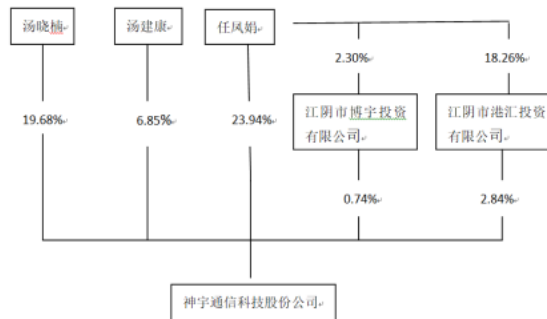 汤晓楠
汤建康
任凤娟
2.30%
18.26%
19.68%
6.85%
23.94%
江阴市博宇投资
有限公司
江阴市港汇投资
有限公司
0.74%
2.84%
神宇通信科技股份公司